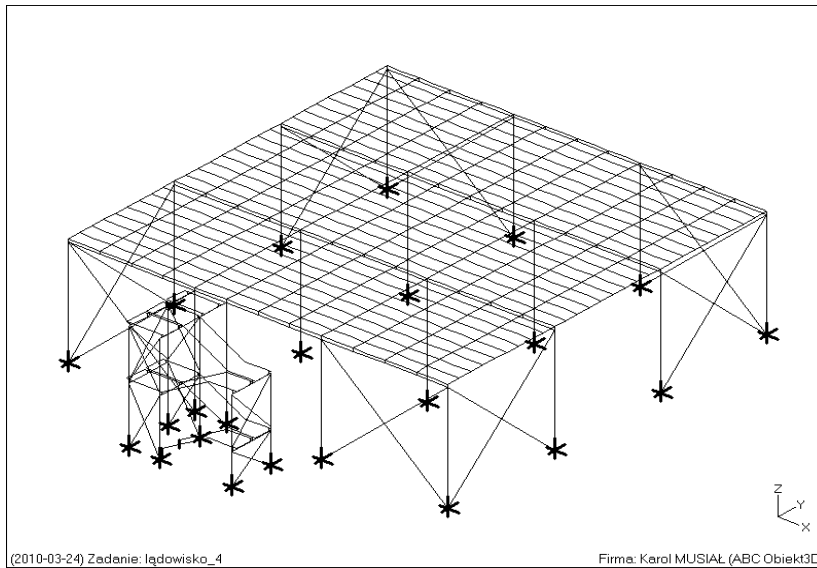 Z
Y
X
(2010-03-24) Zadanie: lądowisko_4
Firma: Karol MUSIAŁ (ABC Obiekt3D